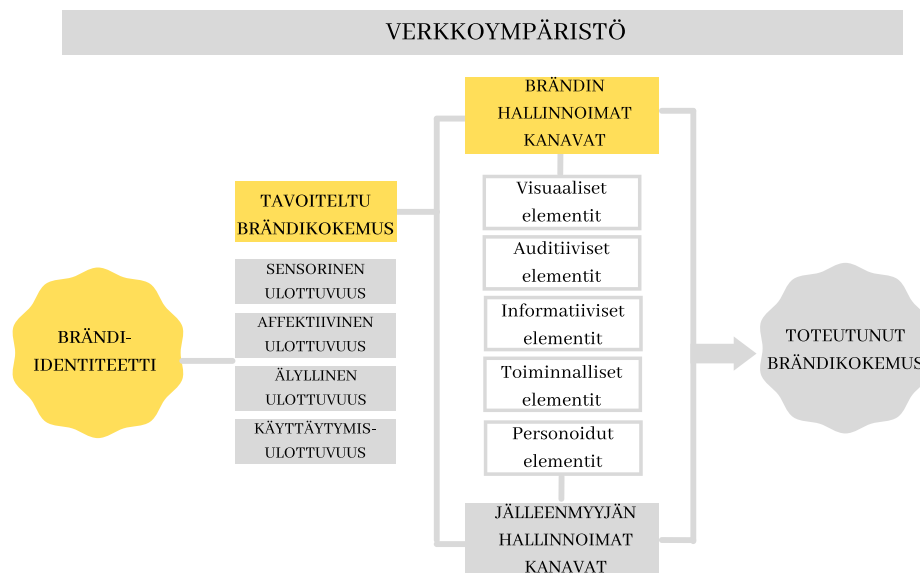 VERKKOYMPÄRISTÖ
BRÄNDI-
IDENTITEETTI
TAVOITELTU
BRÄNDIKOKEMUS
SENSORINEN
ULOTTUVUUS
AFFEKTIIVINEN
ULOTTUVUUS
ÄLYLLINEN
ULOTTUVUUS
KÄYTTÄYTYMIS-
ULOTTUVUUS
BRÄNDIN
HALLINNOIMAT
KANAVAT
Visuaaliset
elementit
Auditiiviset
elementit
Informatiiviset
elementit
Toiminnalliset
elementit
Personoidut
elementit
JÄLLEENMYYJÄN
HALLINNOIMAT
KANAVAT
TOTEUTUNUT
BRÄNDIKOKEMUS